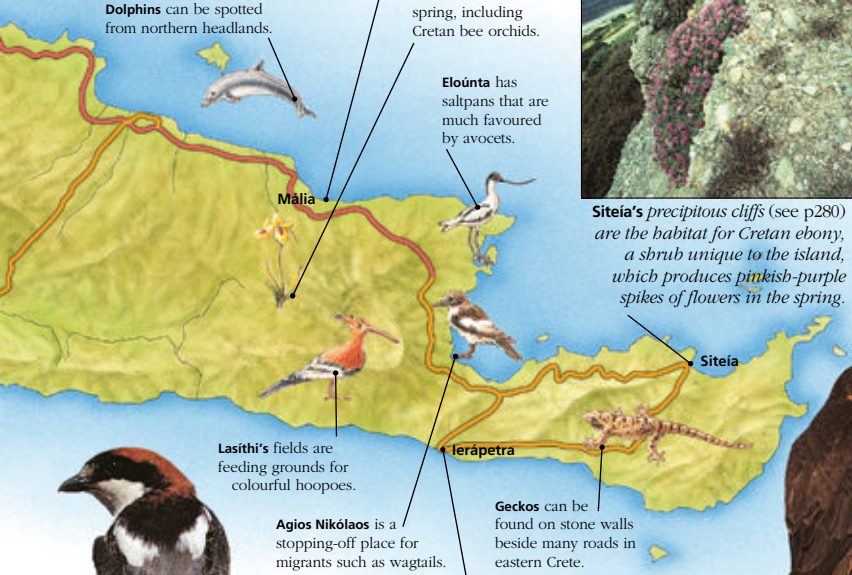 Dolphins can be spotted
from northern headlands.
spring, including
Cretan bee orchids.
Eloúnta has
saltpans that are
much favoured
by avocets.
Mália
Siteía's precipitous cliffs (see p280)
are the habitat for Cretan ebony,
a shrub unique to the island,
which produces pinkish-purple
spikes of flowers in the spring.
Siteía
Lasíthi's fields are
feeding grounds for
colourful hoopoes.
Ierápetra
Agios Nikólaos is a
stopping-off place for
migrants such as wagtails.
Geckos can be
found on stone walls
beside many roads in
eastern Crete.